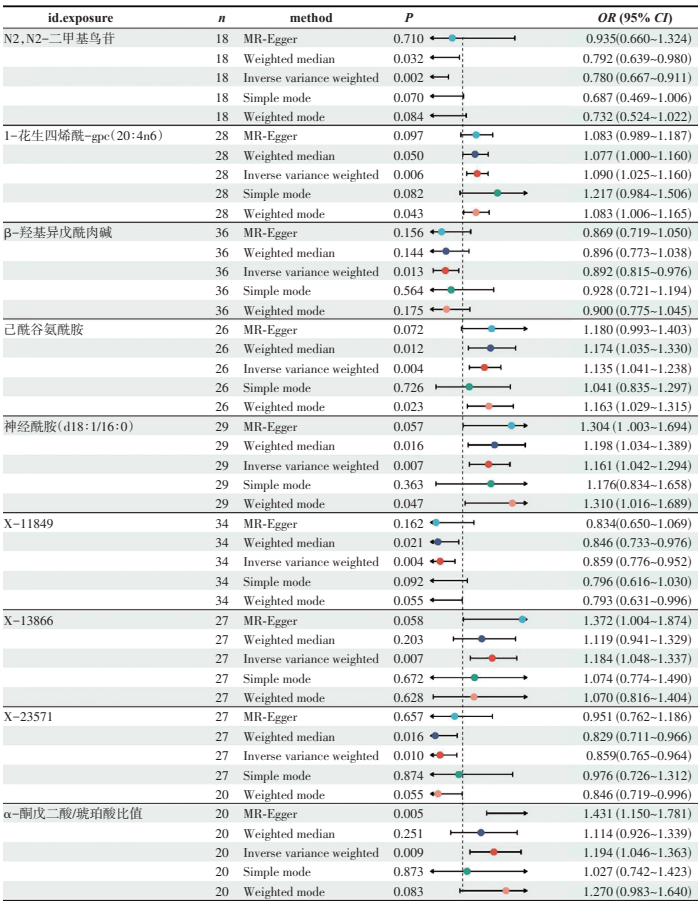 id.exposure n method P OR (95% CI)
N2,N2-二甲基鸟苷 18 MR-Egger 0.710 0.935(0.660~1.324)
18 Weighted median 0.032 0.792 (0.639~0.980)
18 Inverse variance weighted 0.002 0.780 (0.667~0.911)
18 Simple mode 0.070 0.687 (0.469~1.006)
18 Weighted mode 0.084 0.732 (0.524~1.022)
1-花生四烯酰-gpc(20:4n6) 28 MR-Egger 0.097 1.083 (0.989~1.187)
28 Weighted median 0.050 1.077 (1.000~1.160)
28 Inverse variance weighted 0.006 1.090 (1.025~1.160)
28 Simple mode 0.082 1.217 (0.984~1.506)
28 Weighted mode 0.043 1.083 (1.006~1.165)
β-羟基异戊酰肉碱 36 MR-Egger 0.156 0.869 (0.719~1.050)
36 Weighted median 0.144 0.896 (0.773~1.038)
36 Inverse variance weighted 0.013 0.892 (0.815~0.976)
36 Simple mode 0.564 0.928 (0.721~1.194)
36 Weighted mode 0.175 0.900 (0.775~1.045)
己酰谷氨酰胺 26 MR-Egger 0.072 1.180 (0.993~1.403)
26 Weighted median 0.012 1.174 (1.035~1.330)
26 Inverse variance weighted 0.004 1.135 (1.041~1.238)
26 Simple mode 0.726 1.041 (0.835~1.297)
26 Weighted mode 0.023 1.163 (1.029~1.315)
神经酰胺(d18:1/16:0) 29 MR-Egger 0.057 1.304 (1.003~1.694)
29 Weighted median 0.016 1.198 (1.034~1.389)
29 Inverse variance weighted 0.007 1.161 (1.042~1.294)
29 Simple mode 0.363 1.176(0.834~1.658)
29 Weighted mode 0.047 1.310 (1.016~1.689)
X-11849 34 MR-Egger 0.162 0.834(0.650~1.069)
34 Weighted median 0.021 0.846 (0.733~0.976)
34 Inverse variance weighted 0.004 0.859 (0.776~0.952)
34 Simple mode 0.092 0.796 (0.616~1.030)
34 Weighted mode 0.055 0.793 (0.631~0.996)
X-13866 27 MR-Egger 0.058 1.372 (1.004~1.874)
27 Weighted median 0.203 1.119 (0.941~1.329)
27 Inverse variance weighted 0.007 1.184 (1.048~1.337)
27 Simple mode 0.672 1.074 (0.774~1.490)
27 Weighted mode 0.628 1.070 (0.816~1.404)
X-23571 27 MR-Egger 0.657 0.951 (0.762~1.186)
27 Weighted median 0.016 0.829 (0.711~0.966)
27 Inverse variance weighted 0.010 0.859(0.765~0.964)
27 Simple mode 0.874 0.976 (0.726~1.312)
20 Weighted mode 0.055 0.846 (0.719~0.996)
α-酮戊二酸/琥珀酸比值 20 MR-Egger 0.005 1.431 (1.150~1.781)
20 Weighted median 0.251 1.114 (0.926~1.339)
20 Inverse variance weighted 0.009 1.194 (1.046~1.363)
20 Simple mode 0.873 1.027 (0.742~1.423)
20 Weighted mode 0.083 1.270 (0.983~1.640)